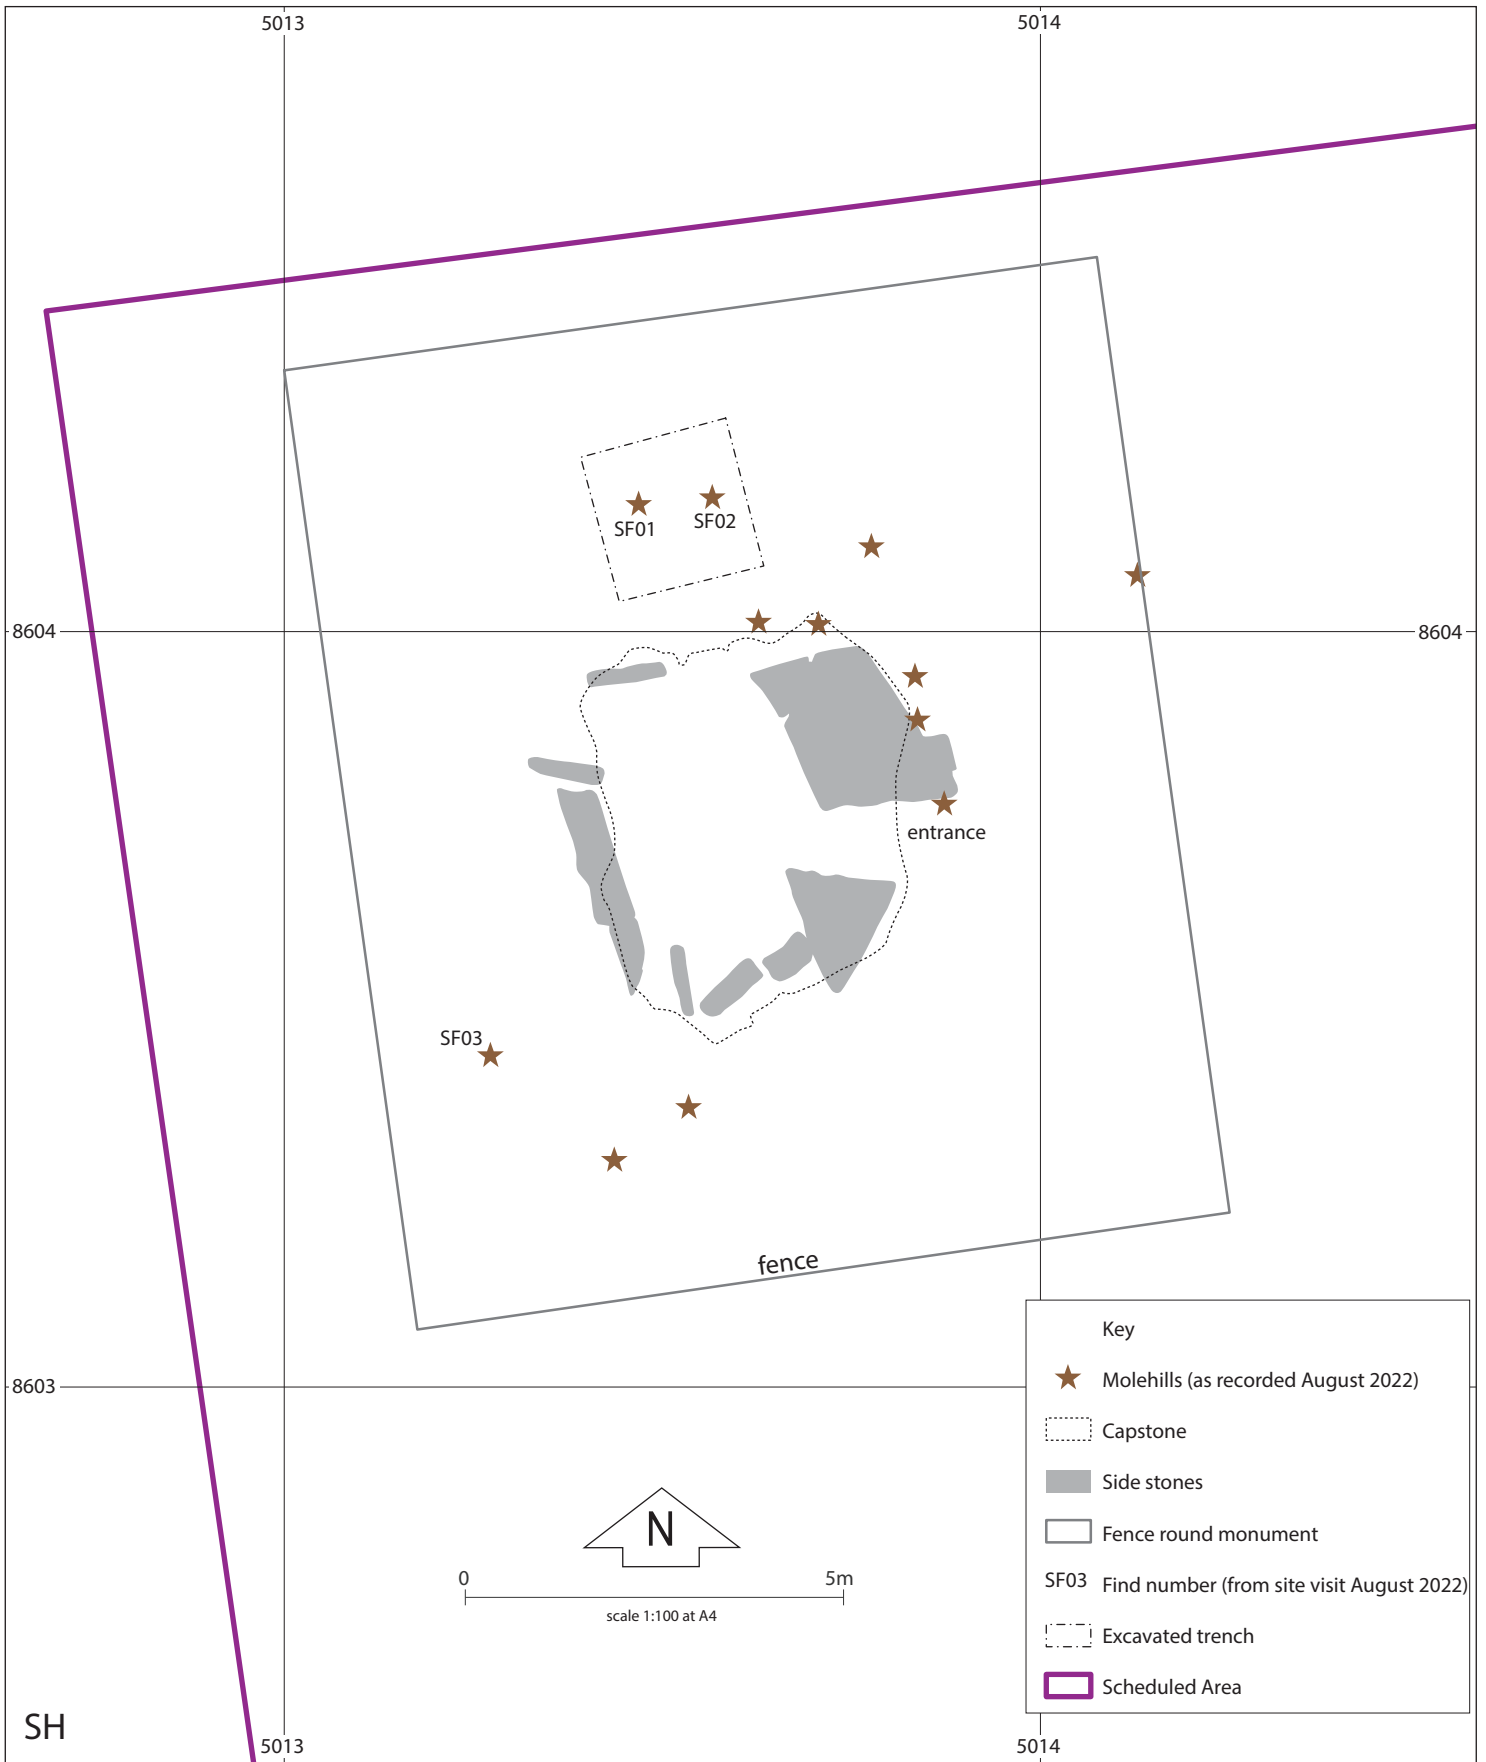 5013
5014
SF01
SF02
8604
8604
entrance
SF03
fence
8603
Key
Molehills (as recorded August 2022)
Capstone
Side stones
Fence round monument
SF03 Find number (from site visit August 2022)
Excavated trench
Scheduled Area
N
0
5m
scale 1:100 at A4
SH
5013
5014